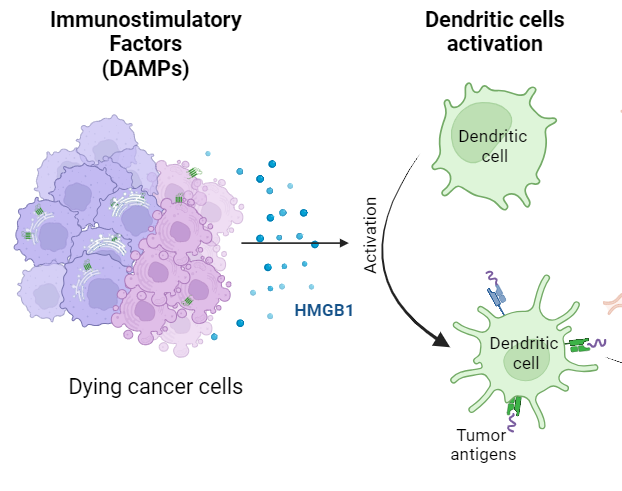 Immunostimulatory
Factors
(DAMPs)
Dendritic cells
activation
Dendritic
cell
Activation
HMGB1
Dendritic
cell
Dying cancer cells
Tumor
antigens